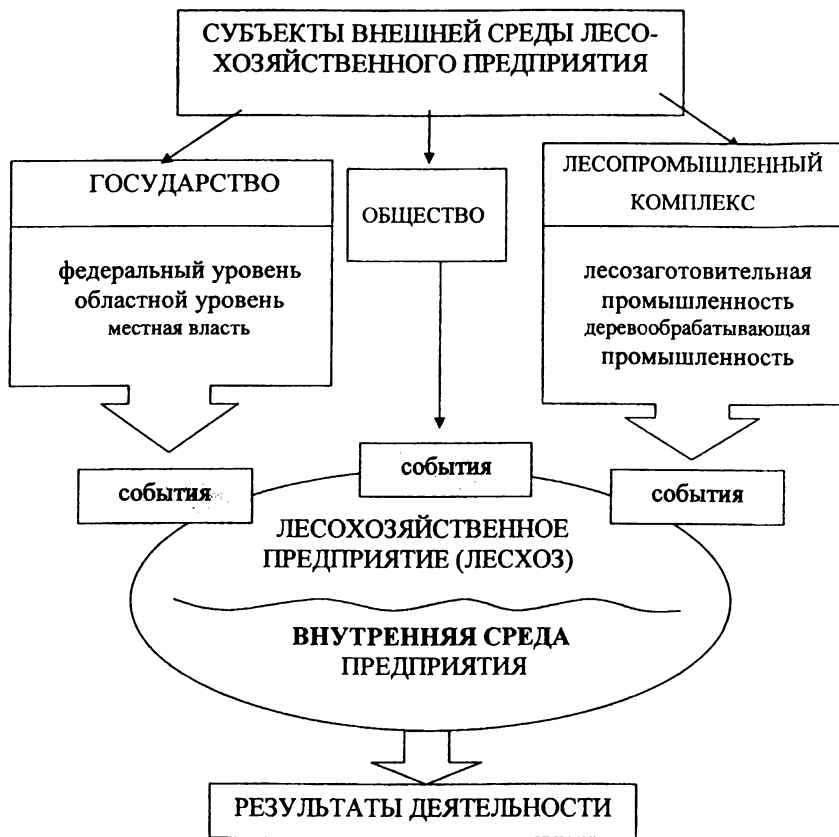 СУБЪЕКТЫ ВНЕШНЕЙ СРЕДЫ ЛЕСО-
ХОЗЯЙСТВЕННОГО ПРЕДПРИЯТИЯ
ГОСУДАРСТВО
федеральный уровень
областной уровень
местная власть
ОБЩЕСТВО
ЛЕСОПРОМЫШЛЕННЫЙ
КОМПЛЕКС
лесозаготовительная
промышленность
деревообрабатывающая
промышленность
события
события
события
ЛЕСОХОЗЯЙСТВЕННОЕ
ПРЕДПРИЯТИЕ (ЛЕСХОЗ)
ВНУТРЕННЯЯ СРЕДА
ПРЕДПРИЯТИЯ
РЕЗУЛЬТАТЫ ДЕЯТЕЛЬНОСТИ